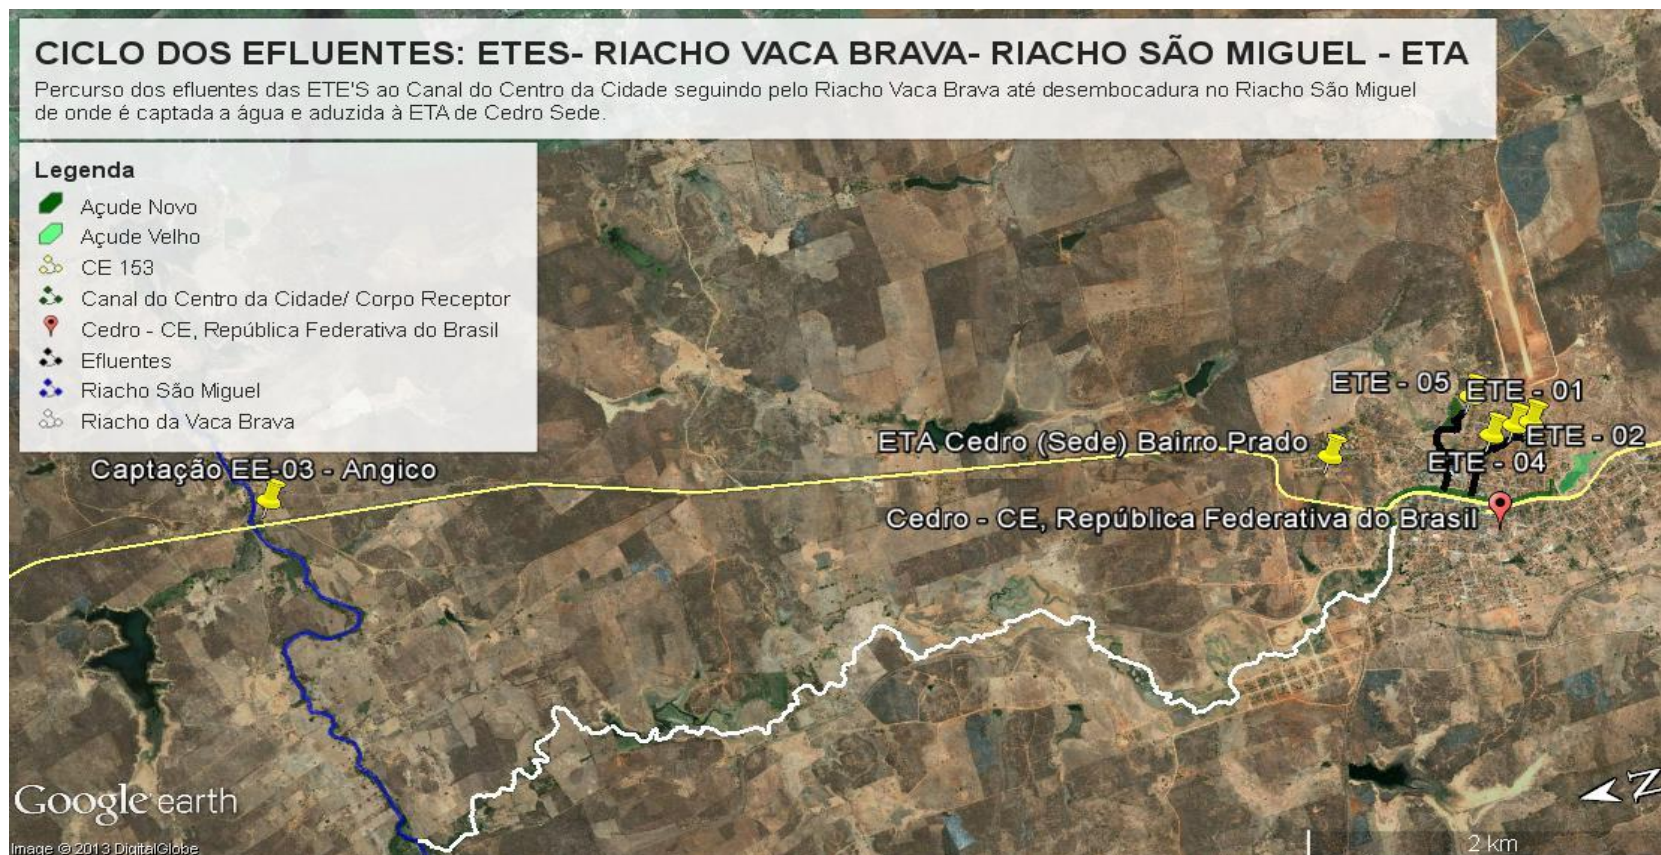 CICLO DOS EFLUENTES: ETES- RIACHO VACA BRAVA- RIACHO SÃO MIGUEL - ETA
Percurso dos efluentes das ETE'S ao Canal do Centro da Cidade seguindo pelo Riacho Vaca Brava até desembocadura no Riacho São Miguel
de onde é captada a água e aduzida à ETA de Cedro Sede.
Legenda
Açude Novo
Açude Velho
CE 153
Canal do Centro da Cidade/ Corpo Receptor
Cedro - CE, República Federativa do Brasil
Efluentes
Riacho São Miguel
Riacho da Vaca Brava
ETE - 05
ETE - 01
ETE - 02
ETA Cedro (Sede) Bairro Prado
ETE - 04
Captação EE-03 - Angico
Cedro - CE, República Federativa do Brasil
Google earth
N
2 km
Image © 2013 DigitalGlobe